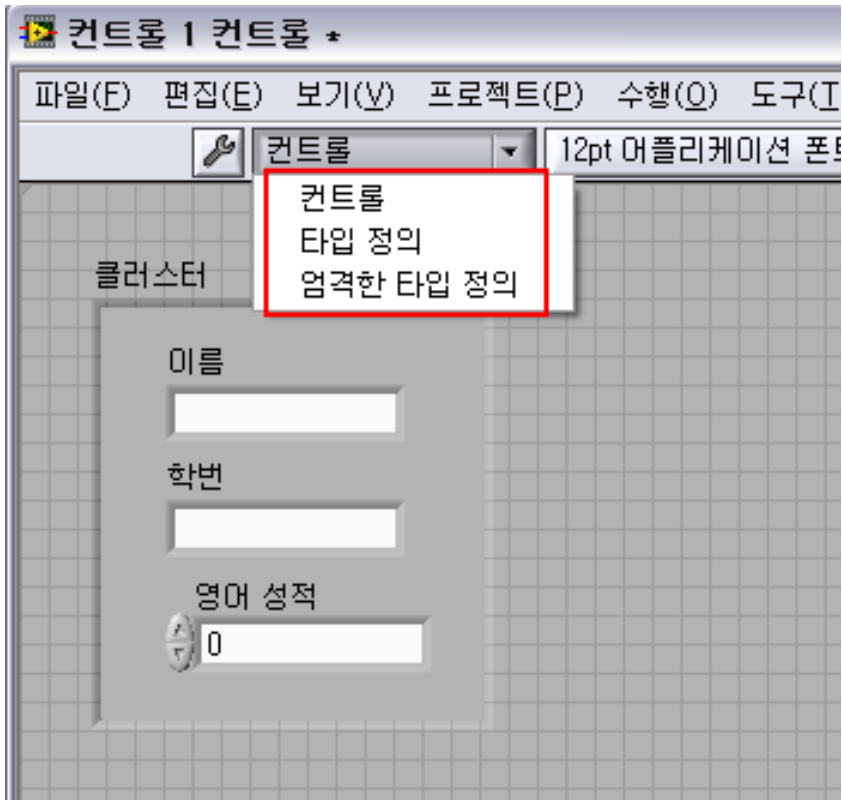 컨트롤 1 컨트롤 *
파일(F) 편집(E) 보기(V) 프로젝트(P) 수행(O) 도구(T
컨트롤 12pt 어플리케이션 폰트
컨트롤
타입 정의
엄격한 타입 정의
클러스터
이름
학번
영어 성적
0